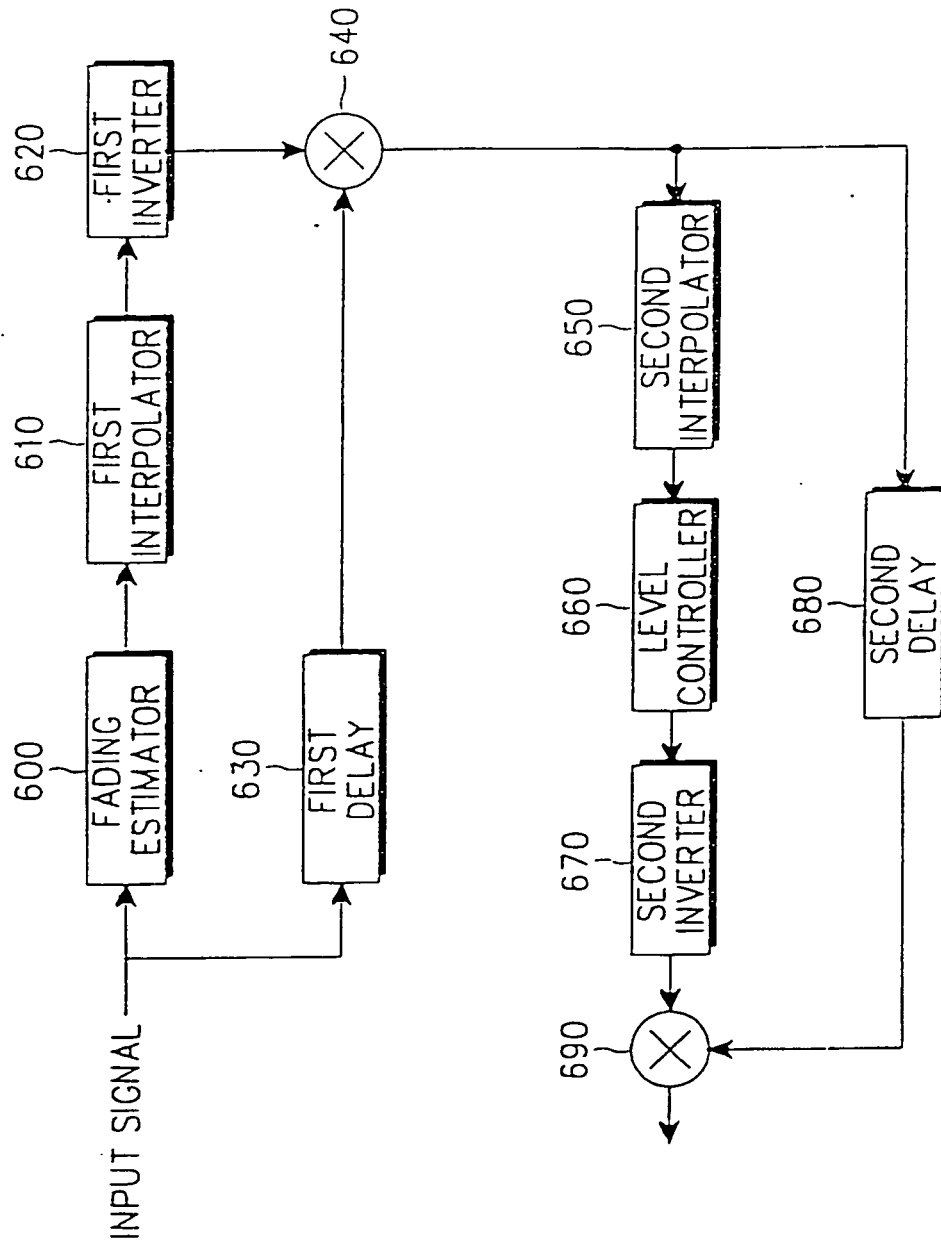 INPUT SIGNAL
600
FADING
ESTIMATOR
610
FIRST
INTERPOLATOR
620
FIRST
INVERTER
630
FIRST
DELAY
640
650
SECOND
INTERPOLATOR
660
LEVEL
CONTROLLER
670
SECOND
INVERTER
680
SECOND
DELAY
690